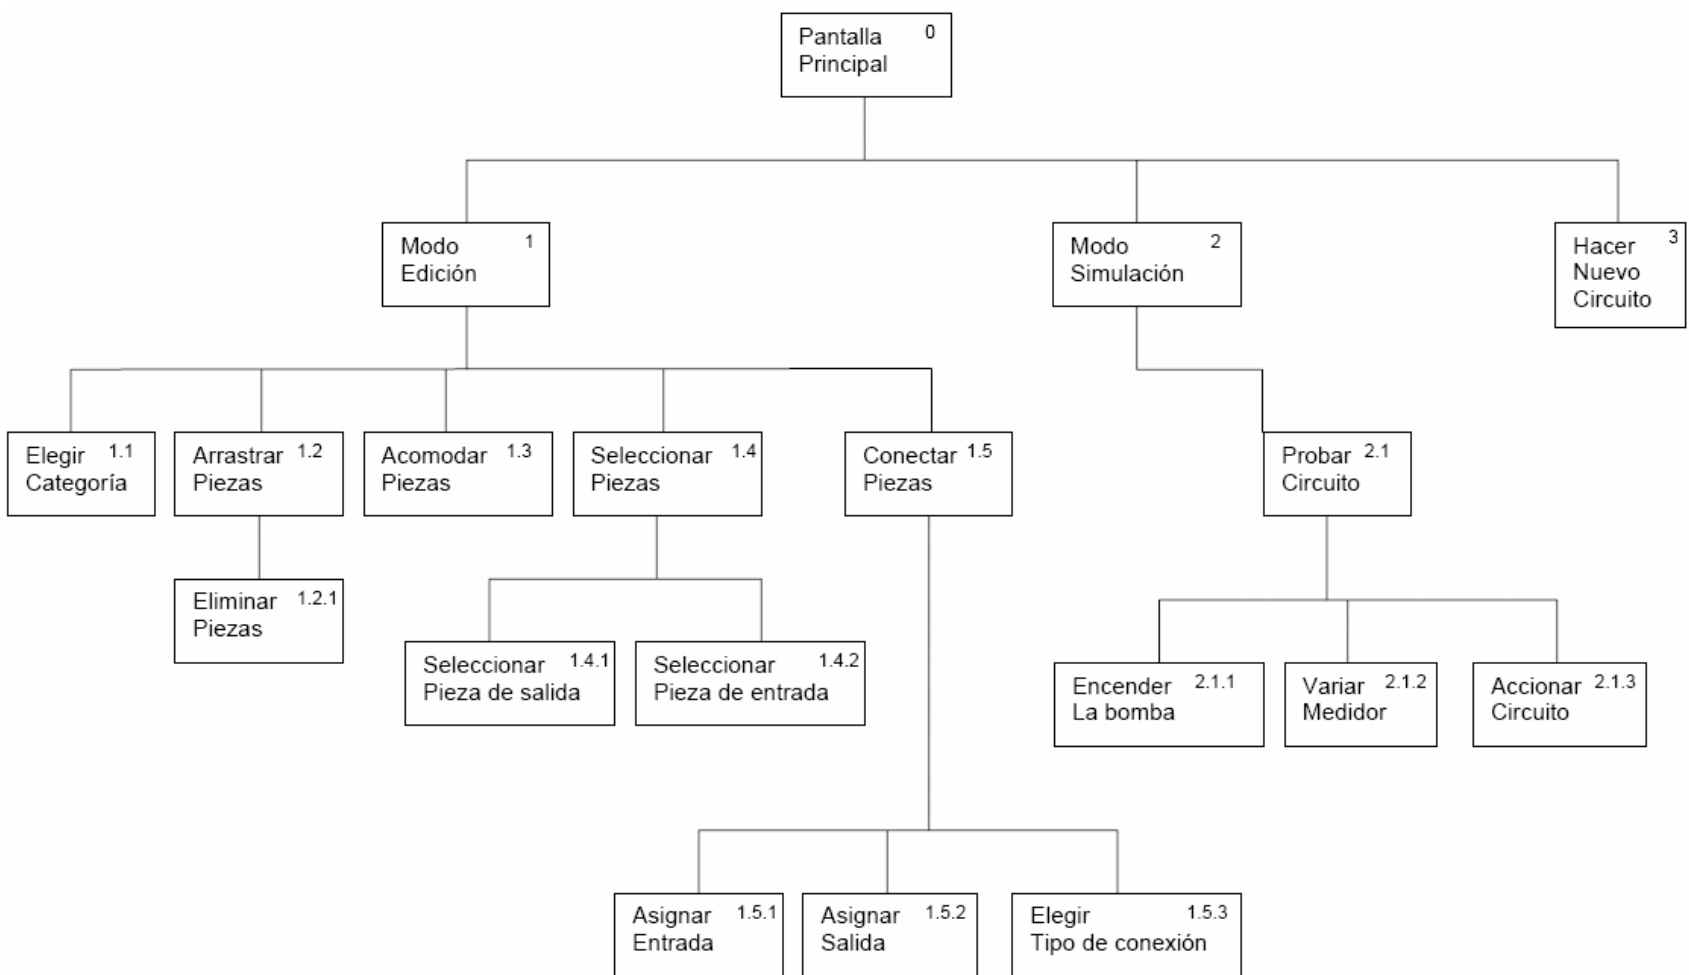 Pantalla 0
Principal
Modo 1
Edición
Modo 2
Simulación
Hacer 3
Nuevo
Circuito
Elegir 1.1
Categoría
Arrastrar 1.2
Piezas
Acomodar 1.3
Piezas
Seleccionar 1.4
Piezas
Conectar 1.5
Piezas
Probar 2.1
Circuito
Eliminar 1.2.1
Piezas
Seleccionar 1.4.1
Pieza de salida
Seleccionar 1.4.2
Pieza de entrada
Encender 2.1.1
La bomba
Variar 2.1.2
Medidor
Accionar 2.1.3
Circuito
Asignar 1.5.1
Entrada
Asignar 1.5.2
Salida
Elegir 1.5.3
Tipo de conexión